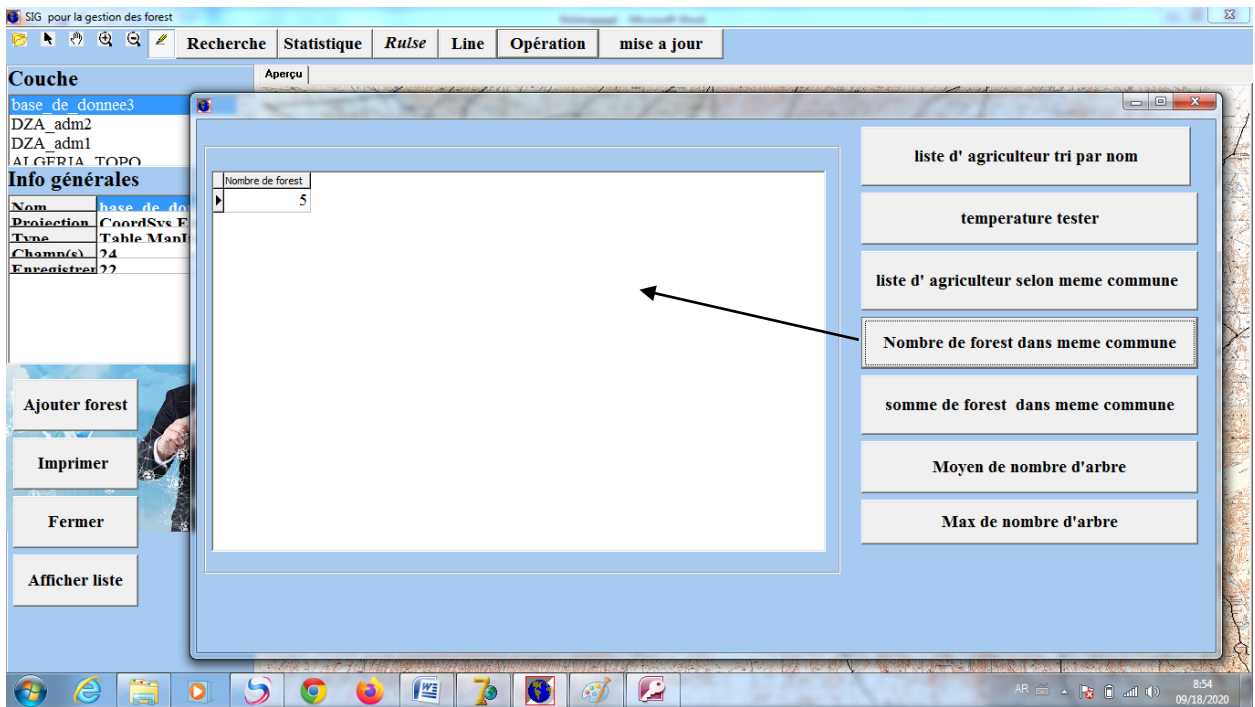 SIG pour la gestion des forest
Recherche Statistique Rulse Line Opération mise a jour
Couche
Aperçu
base_de_donnee3
DZA_adm2
DZA_adm1
ALGERIA_TOPO
Info générales
Nom base_de_do
Projection CoordSys E
Type Table MapI
Champ(s) 24
Enregistrer 22
Ajouter forest
Imprimer
Fermer
Afficher liste
Nombre de forest
5
liste d' agriculteur tri par nom
temperature tester
liste d' agriculteur selon meme commune
Nombre de forest dans meme commune
somme de forest dans meme commune
Moyen de nombre d'arbre
Max de nombre d'arbre
AR
8:54
09/18/2020